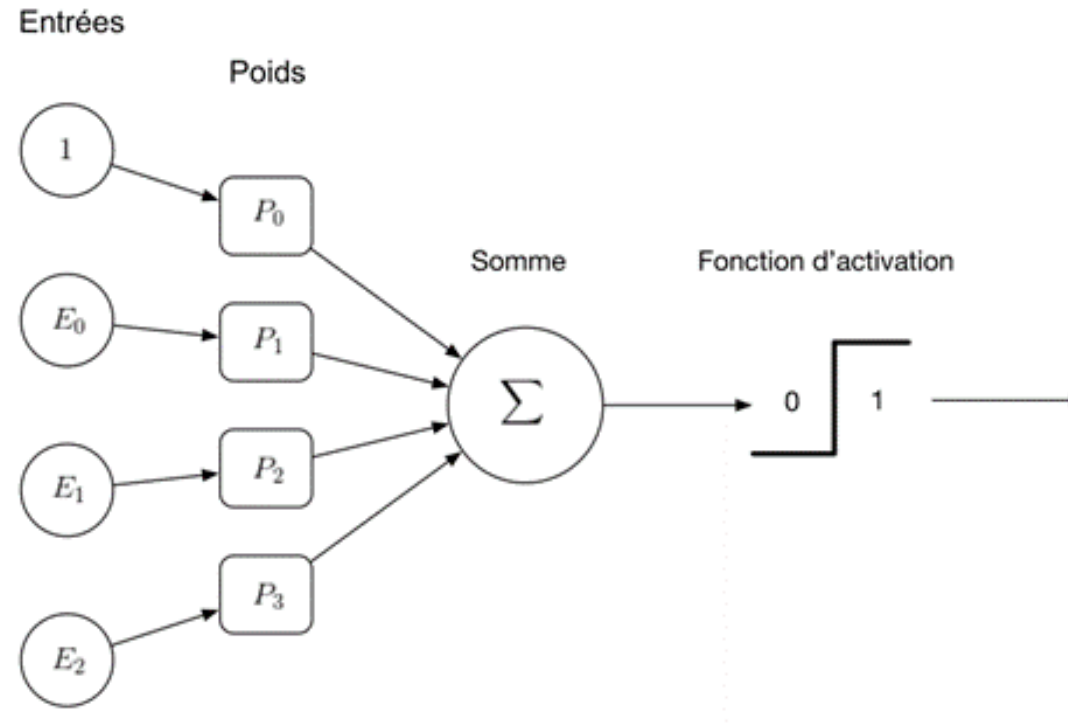 Entrées
Poids
1
P₀
E₀
P₁
Somme
Fonction d'activation
Σ
0
1
E₁
P₂
E₂
P₃